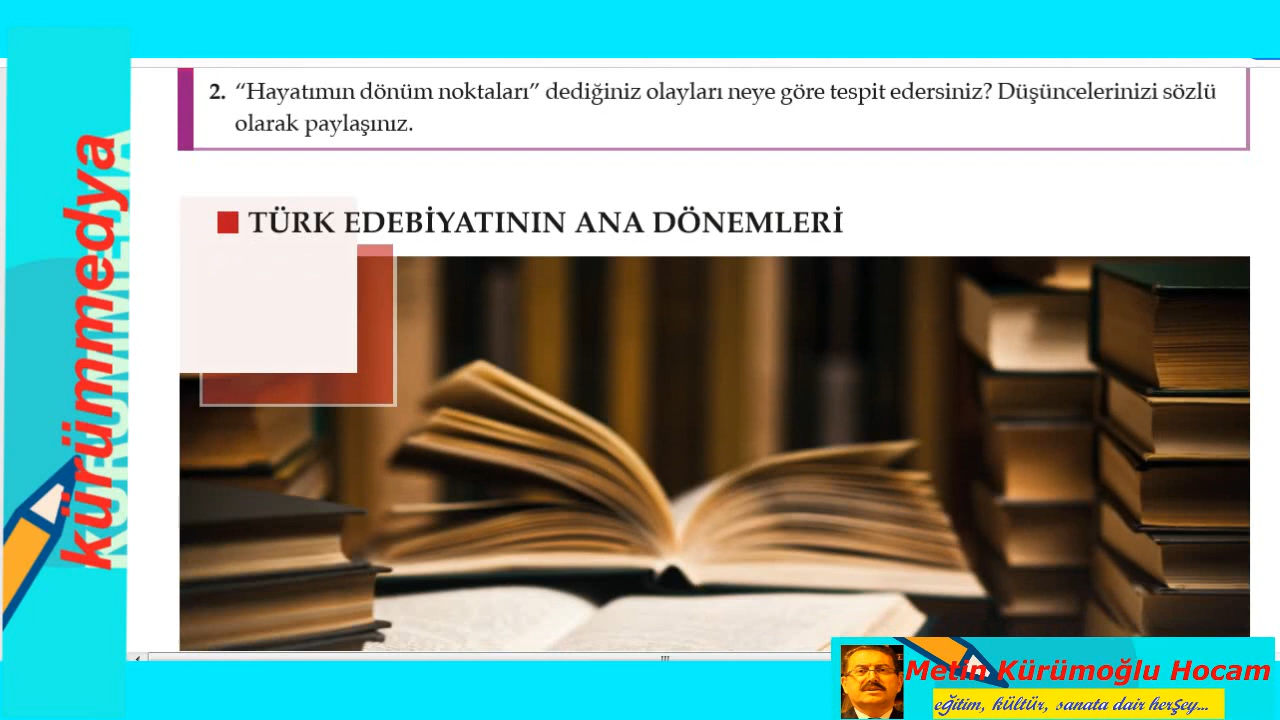 2. “Hayatımın dönüm noktaları” dediğiniz olayları neye göre tespit edersiniz? Düşüncelerinizi sözlü
olarak paylaşınız.
TÜRK EDEBİYATININ ANA DÖNEMLERİ
kürümmedya
Metin Kürümoğlu Hocam
eğitim, kültür, sanata dair herşey...